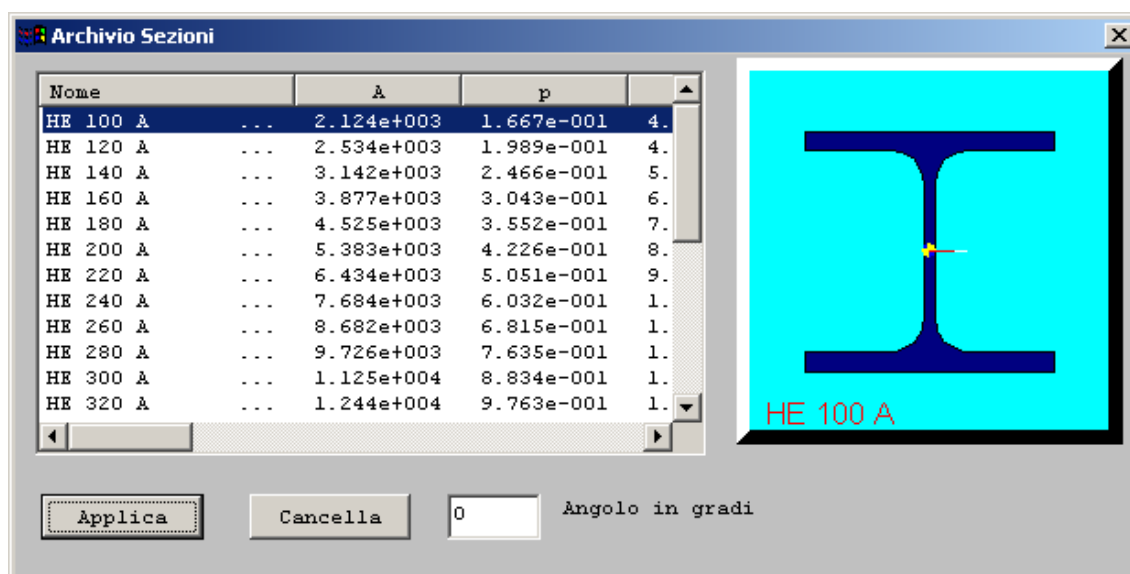 Archivio Sezioni
Nome A p
HE 100 A ... 2.124e+003 1.667e-001 4.
HE 120 A ... 2.534e+003 1.989e-001 4.
HE 140 A ... 3.142e+003 2.466e-001 5.
HE 160 A ... 3.877e+003 3.043e-001 6.
HE 180 A ... 4.525e+003 3.552e-001 7.
HE 200 A ... 5.383e+003 4.226e-001 8.
HE 220 A ... 6.434e+003 5.051e-001 9.
HE 240 A ... 7.684e+003 6.032e-001 1.
HE 260 A ... 8.682e+003 6.815e-001 1.
HE 280 A ... 9.726e+003 7.635e-001 1.
HE 300 A ... 1.125e+004 8.834e-001 1.
HE 320 A ... 1.244e+004 9.763e-001 1.
HE 100 A
Applica Cancella 0 Angolo in gradi